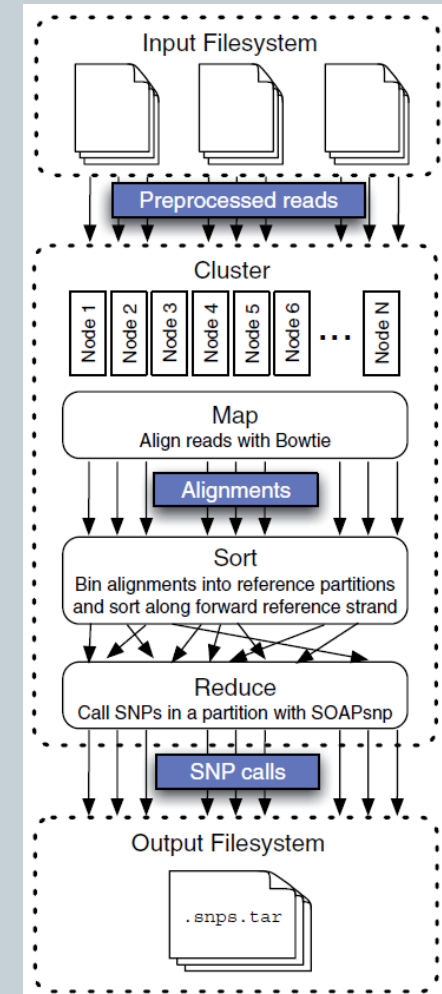 Input Filesystem
Preprocessed reads
Cluster
Node 1
Node 2
Node 3
Node 4
Node 5
Node 6
...
Node N
Map
Align reads with Bowtie
Alignments
Sort
Bin alignments into reference partitions
and sort along forward reference strand
Reduce
Call SNPs in a partition with SOAPsnp
SNP calls
Output Filesystem
.snps.tar